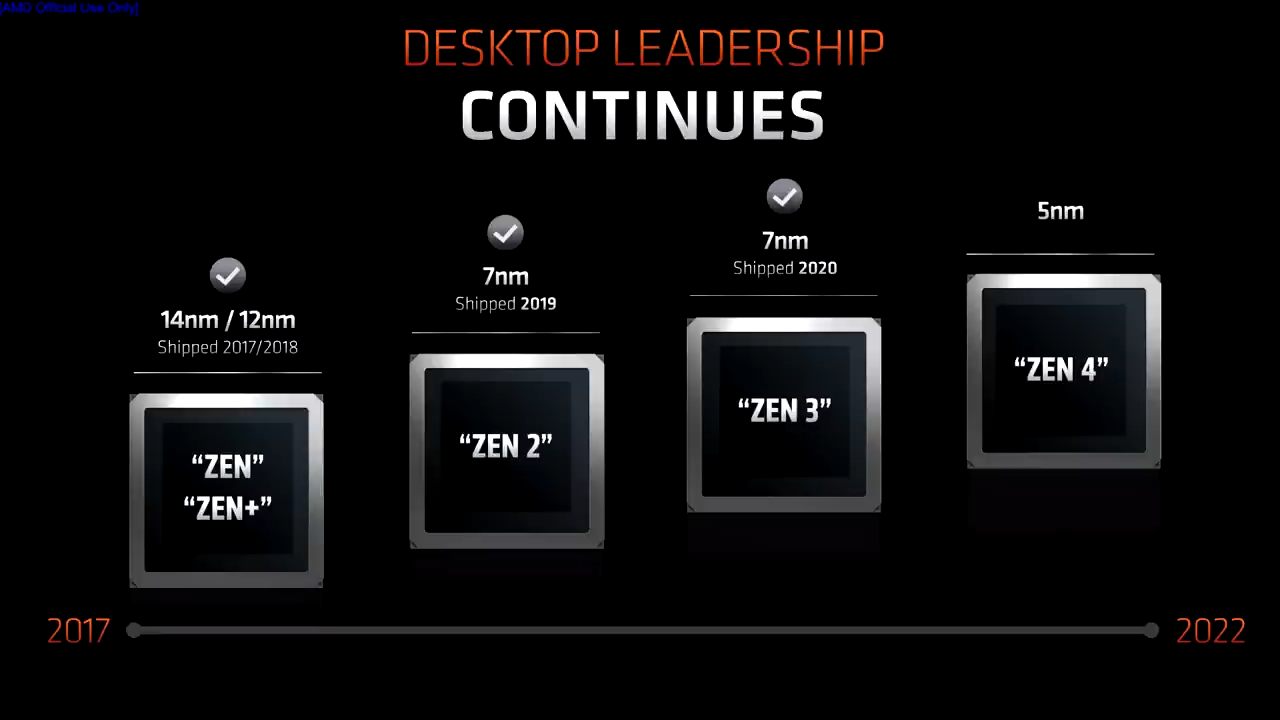 [AMD Official Use Only]
DESKTOP LEADERSHIP
CONTINUES
14nm / 12nm
Shipped 2017/2018
“ZEN”
“ZEN+”
7nm
Shipped 2019
“ZEN 2”
7nm
Shipped 2020
“ZEN 3”
5nm
“ZEN 4”
2017
2022